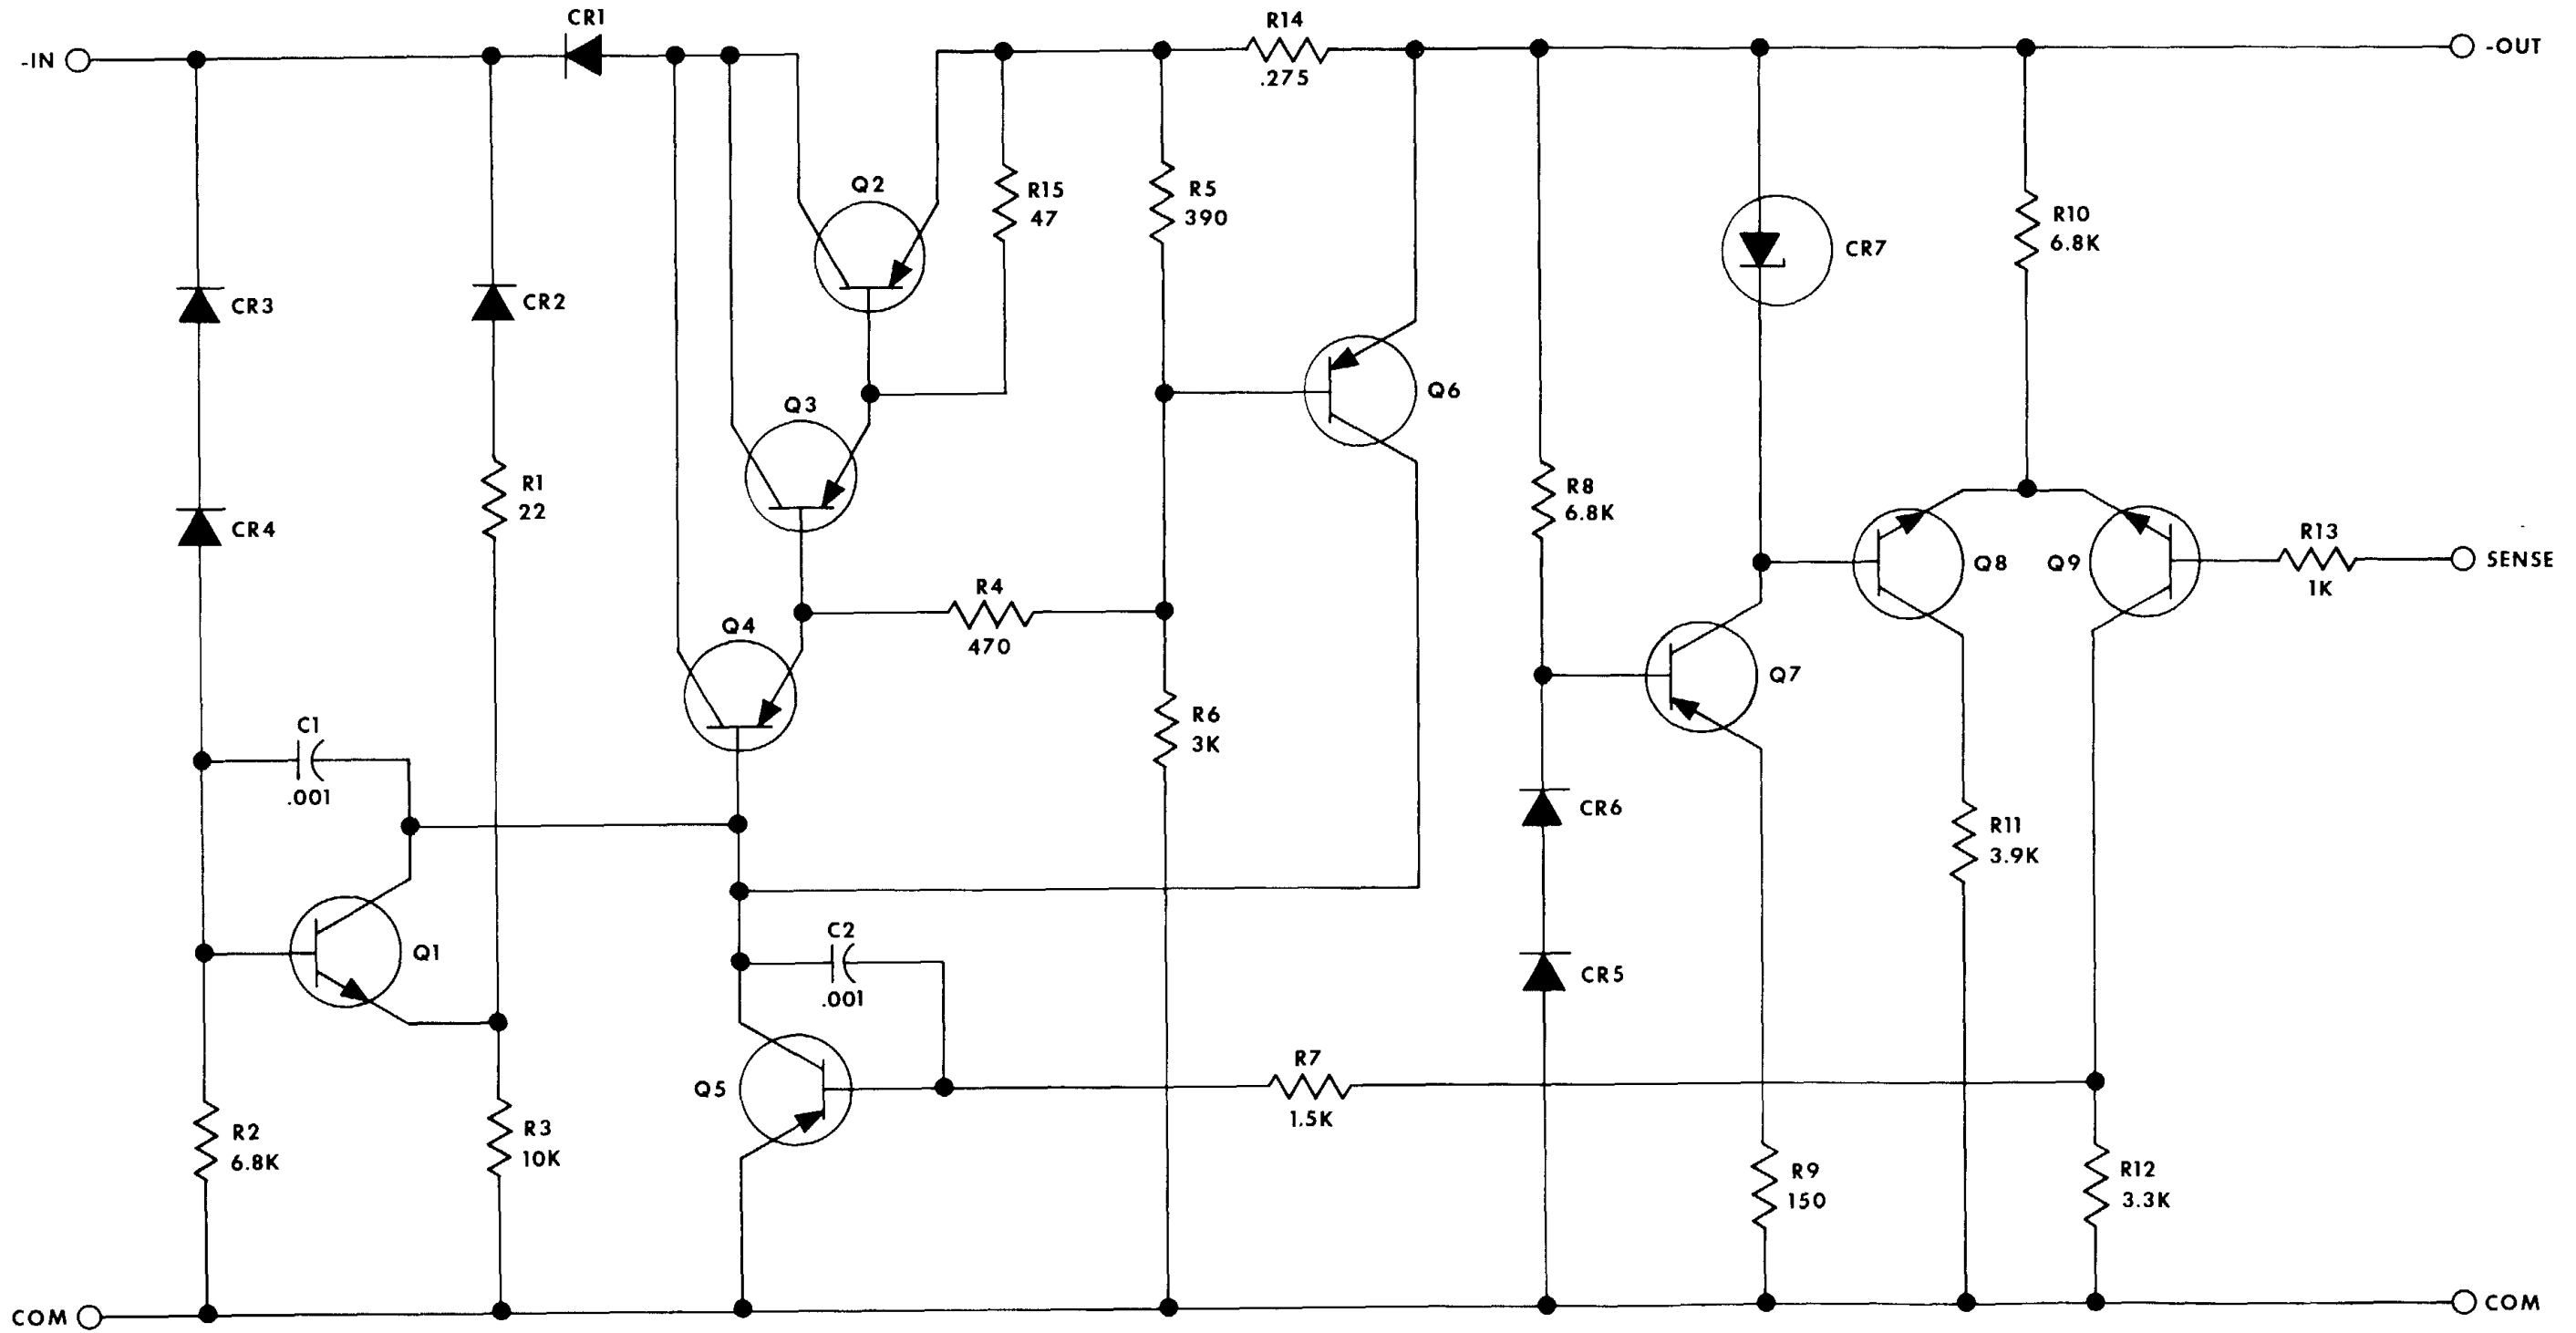 CR1
R14
.275
-IN
-OUT
Q2
R15
47
R5
390
R10
6.8K
CR7
CR3
CR2
Q3
Q6
R1
22
R8
6.8K
CR4
R13
1K
SENSE
Q8
Q9
R4
470
Q4
Q7
C1
.001
R6
3K
CR6
R11
3.9K
Q1
C2
.001
CR5
Q5
R7
1.5K
R2
6.8K
R3
10K
R9
150
R12
3.3K
COM
COM